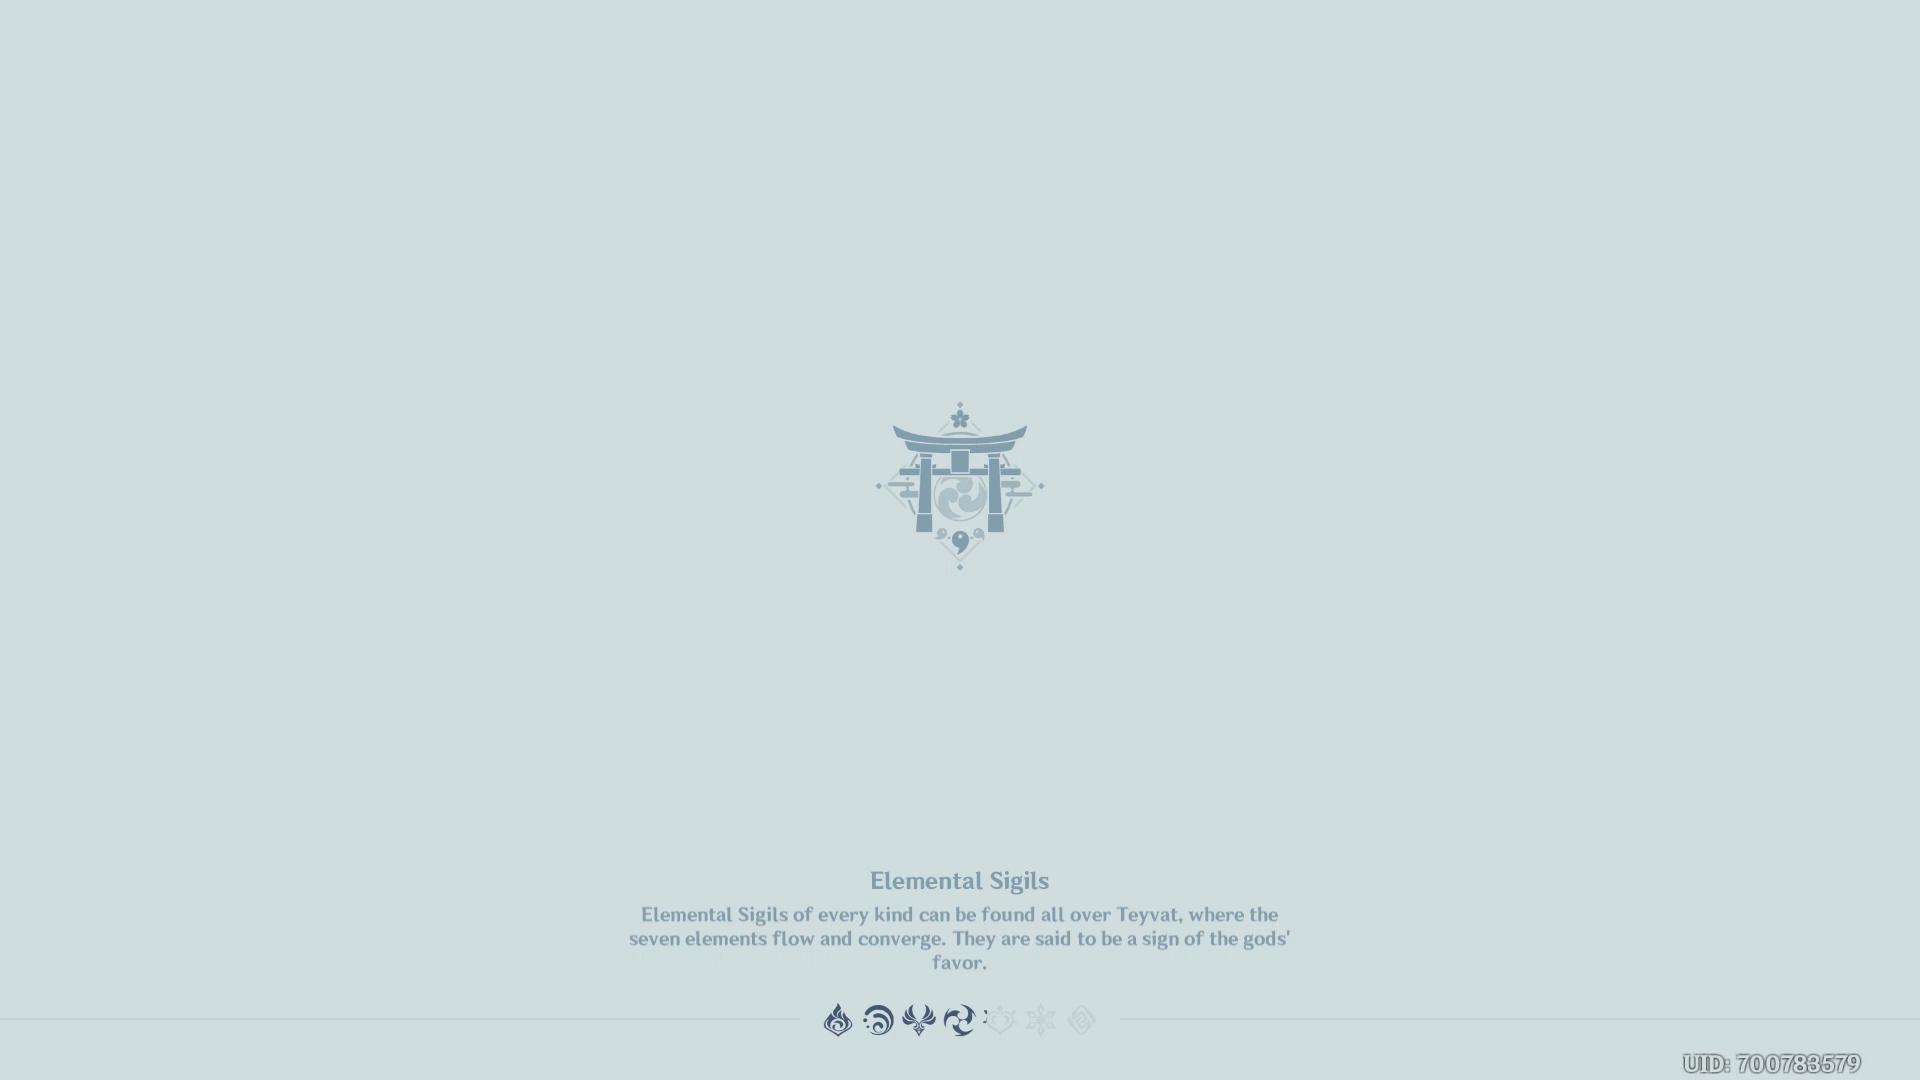 Elemental Sigils
Elemental Sigils of every kind can be found all over Teyvat, where the
seven elements flow and converge. They are said to be a sign of the gods'
favor.
UID: 700783579